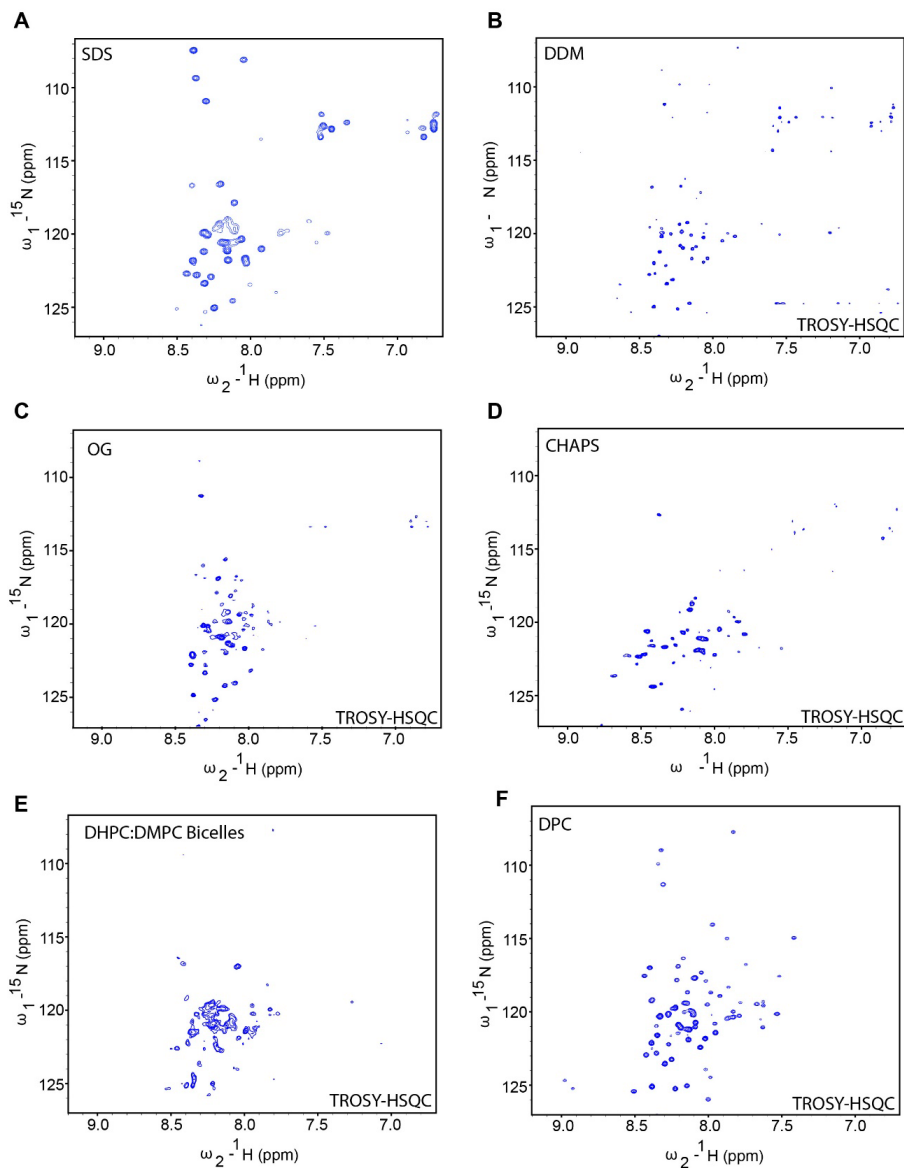 A
SDS
110
115
120
125
ω1-15N (ppm)
9.0 8.5 8.0 7.5 7.0
ω2-1H (ppm)
B
DDM
110
115
120
125
ω1- N (ppm)
TROSY-HSQC
9.0 8.5 8.0 7.5 7.0
ω2-1H (ppm)
C
OG
110
115
120
125
ω1-15N (ppm)
TROSY-HSQC
9.0 8.5 8.0 7.5 7.0
ω2-1H (ppm)
D
CHAPS
110
115
120
125
ω1-15N (ppm)
TROSY-HSQC
9.0 8.5 8.0 7.5 7.0
ω -1H (ppm)
E
DHPC:DMPC Bicelles
110
115
120
125
ω1-15N (ppm)
TROSY-HSQC
9.0 8.5 8.0 7.5 7.0
ω2-1H (ppm)
F
DPC
110
115
120
125
ω1-15N (ppm)
TROSY-HSQC
9.0 8.5 8.0 7.5 7.0
ω2-1H (ppm)